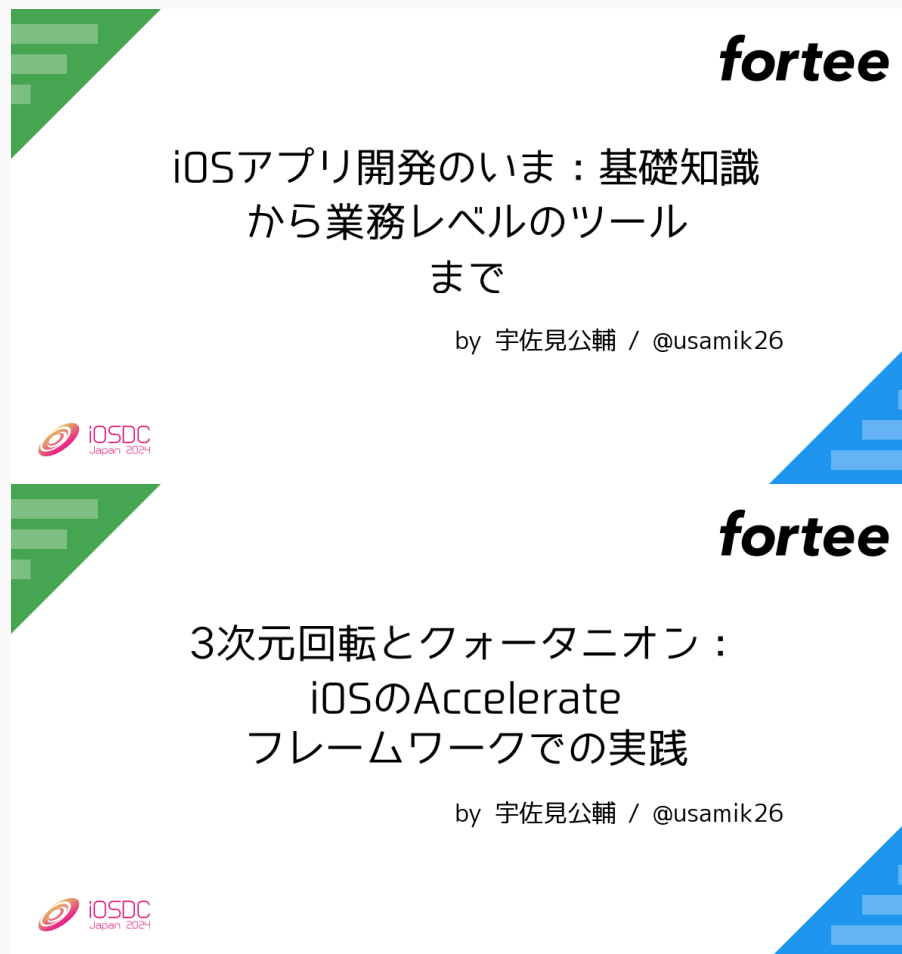 fortee
iOSアプリ開発のいま：基礎知識
から業務レベルのツール
まで
by 宇佐見公輔 / @usamik26
iOSDC
Japan 2024
fortee
3次元回転とクォータニオン：
iOSのAccelerate
フレームワークでの実践
by 宇佐見公輔 / @usamik26
iOSDC
Japan 2024